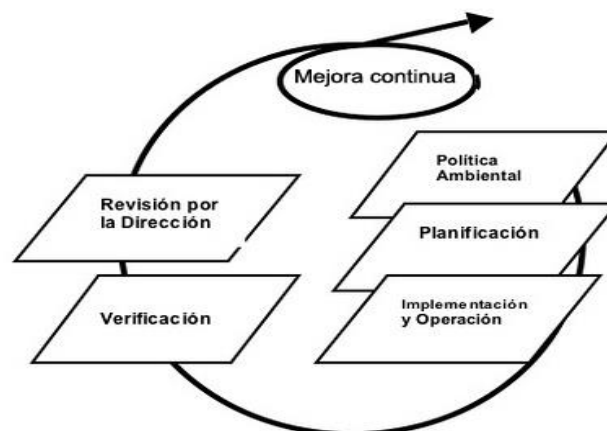 Mejora continua
Política
Ambiental
Revisión por
la Dirección
Planificación
Implementación
y Operación
Verificación